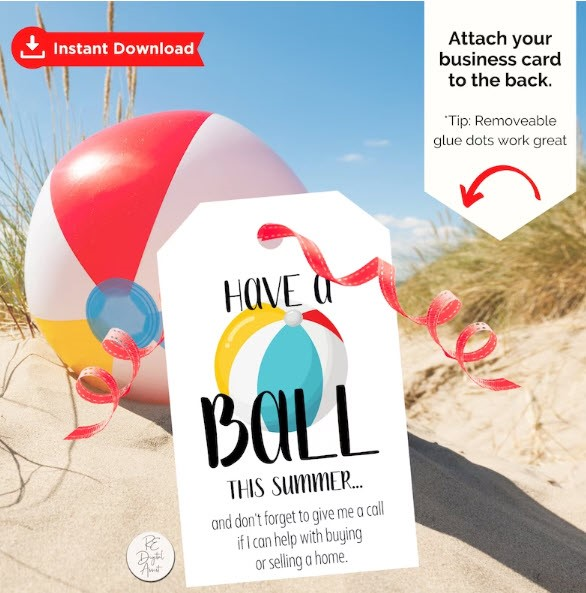 Instant Download
Attach your
business card
to the back.
*Tip: Removeable
glue dots work great
HAVE a
BALL
THIS SUMMER...
and don't forget to give me a call
if I can help with buying
or selling a home.
RE
Digital